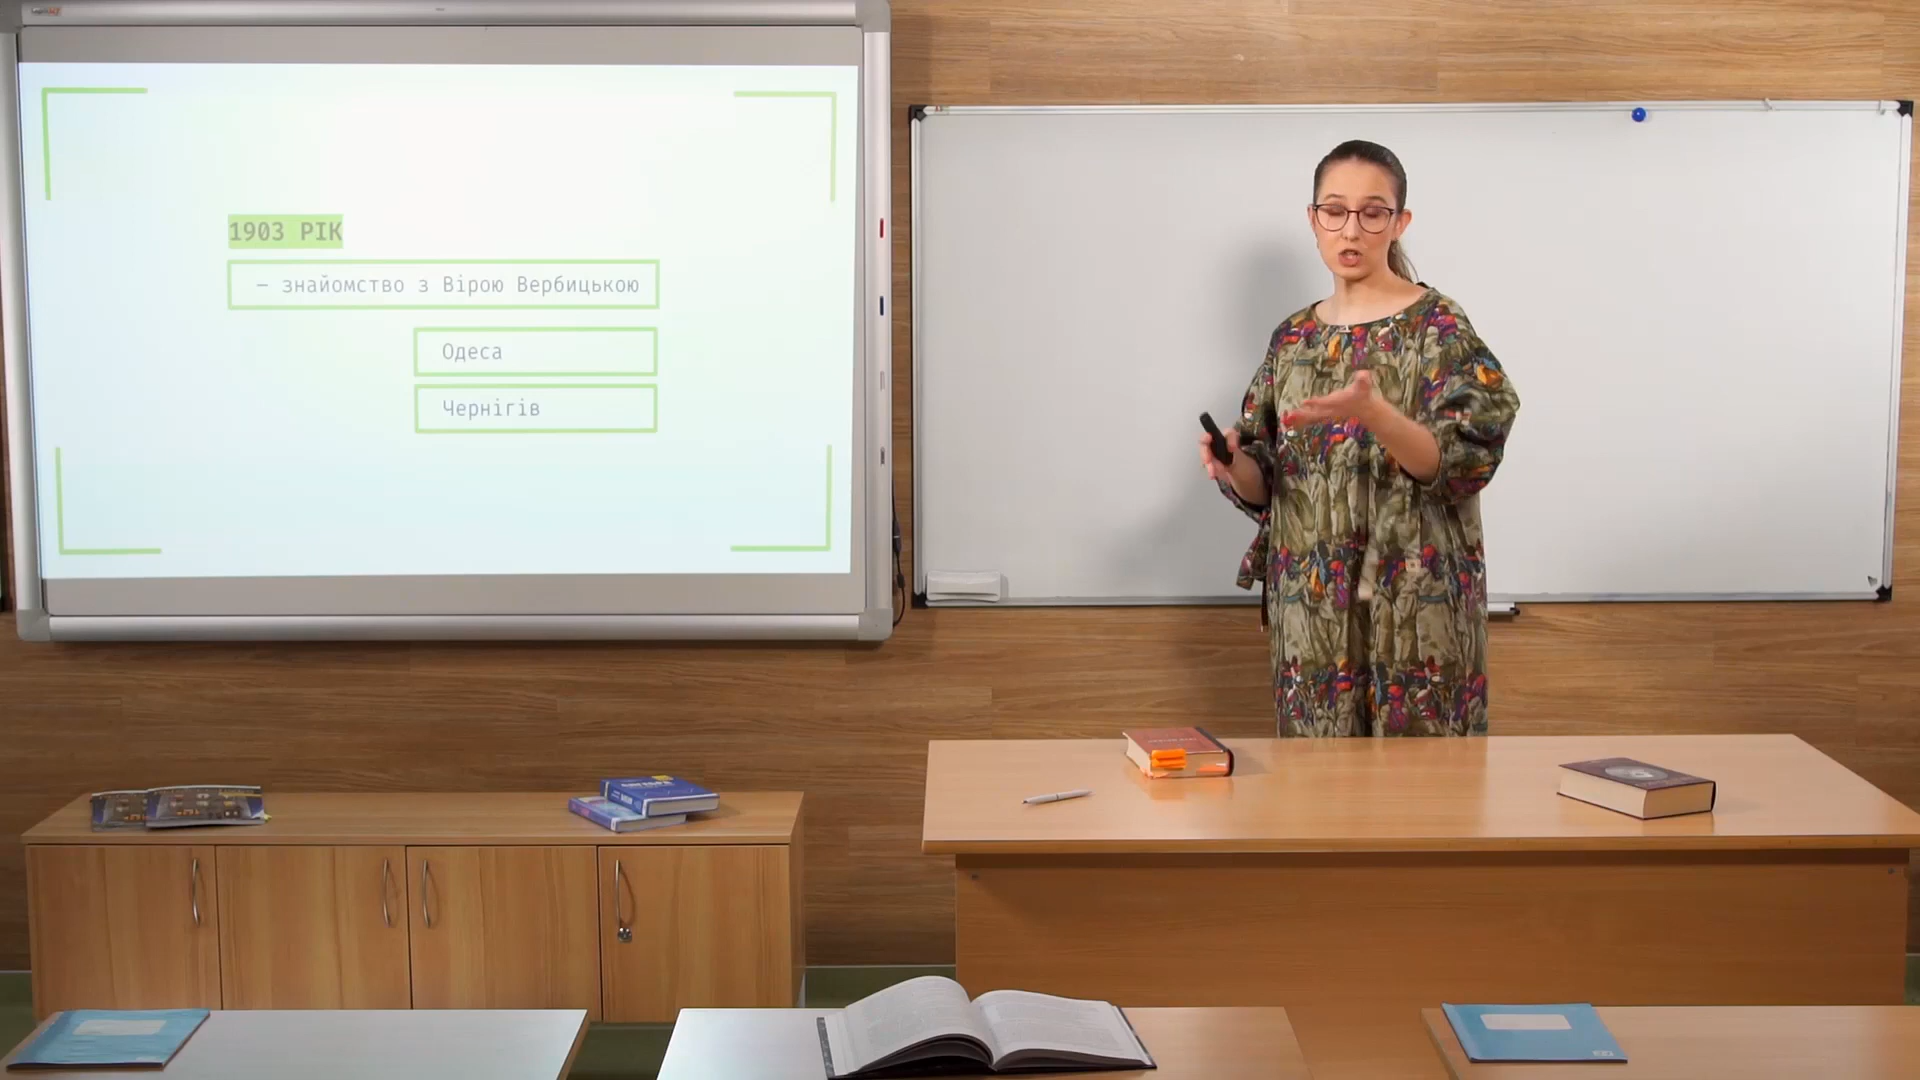 1903 РІК
– знайомство з Вірою Вербицькою
Одеса
Чернігів